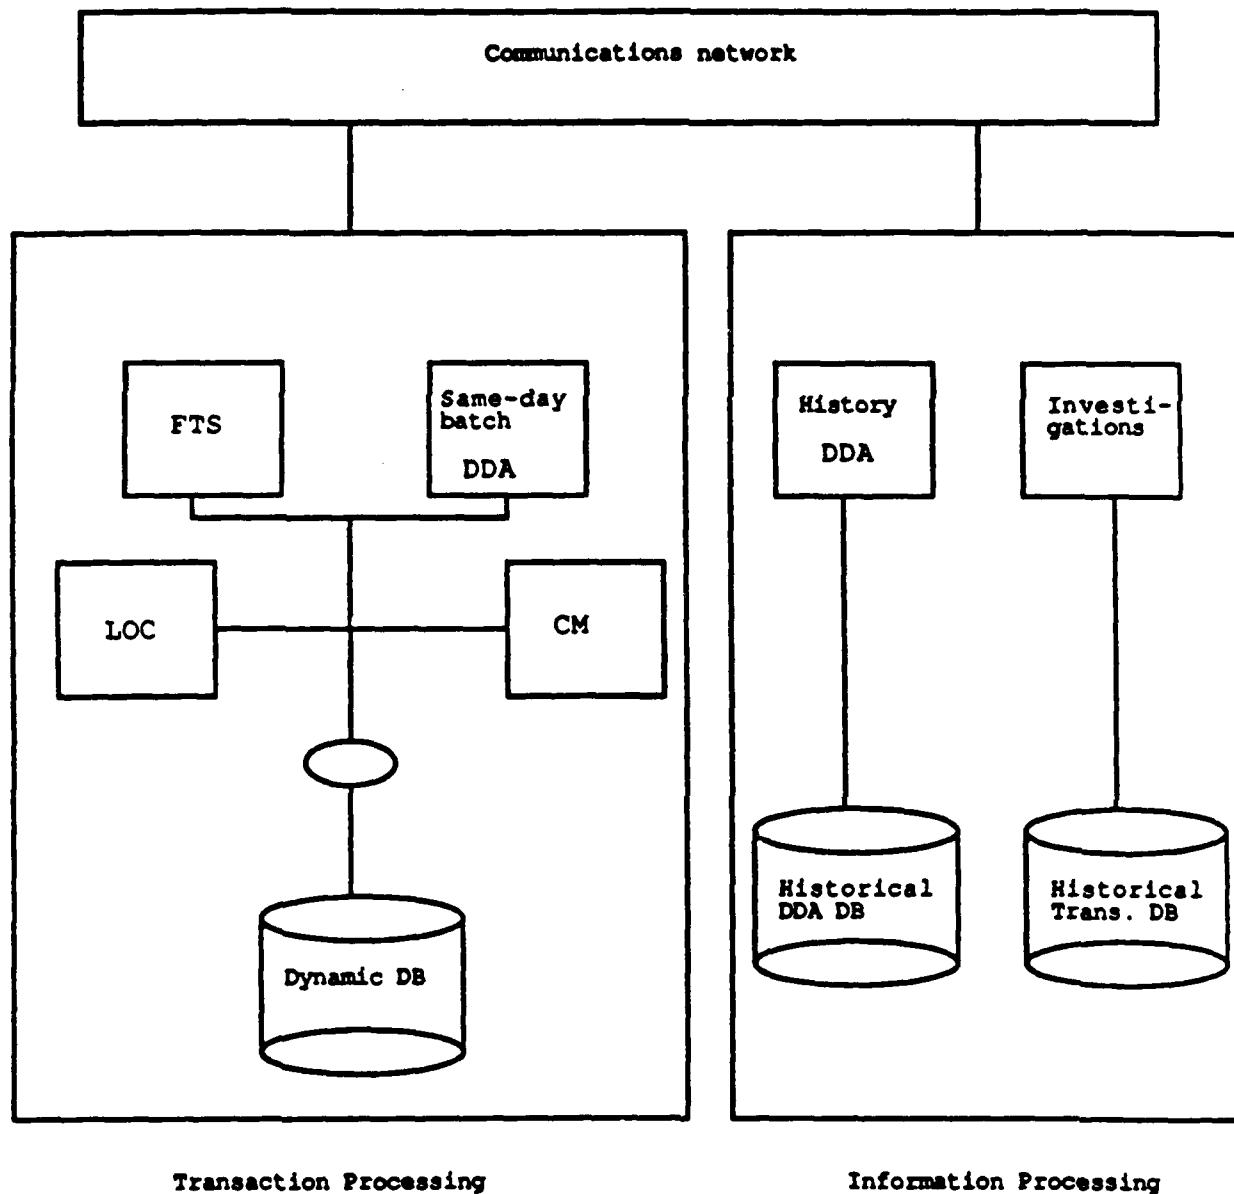 Communications network
FTS
Same-day
batch
DDA
History
DDA
Investi-
gations
LOC
CM
Historical
DDA DB
Historical
Trans. DB
Dynamic DB
Transaction Processing
Information Processing